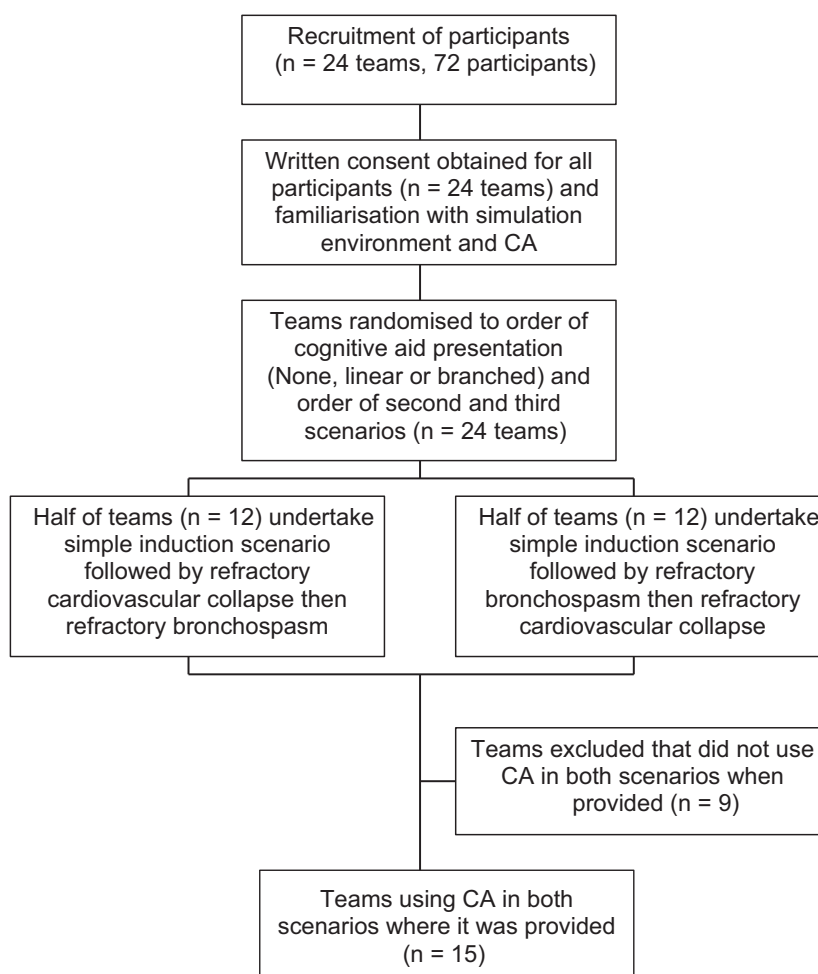 Recruitment of participants
(n = 24 teams, 72 participants)
Written consent obtained for all
participants (n = 24 teams) and
familiarisation with simulation
environment and CA
Teams randomised to order of
cognitive aid presentation
(None, linear or branched) and
order of second and third
scenarios (n = 24 teams)
Half of teams (n = 12) undertake
simple induction scenario
followed by refractory
cardiovascular collapse then
refractory bronchospasm
Half of teams (n = 12) undertake
simple induction scenario
followed by refractory
bronchospasm then refractory
cardiovascular collapse
Teams excluded that did not use
CA in both scenarios when
provided (n = 9)
Teams using CA in both
scenarios where it was provided
(n = 15)